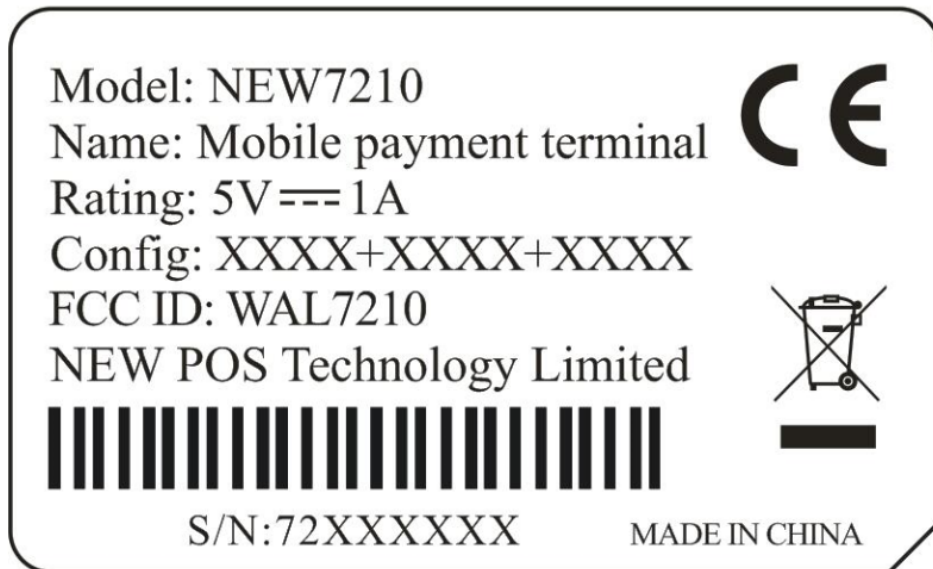 Model: NEW7210
Name: Mobile payment terminal
Rating: 5V⎓1A
Config: XXXX+XXXX+XXXX
FCC ID: WAL7210
NEW POS Technology Limited
S/N:72XXXXXX
MADE IN CHINA
CE